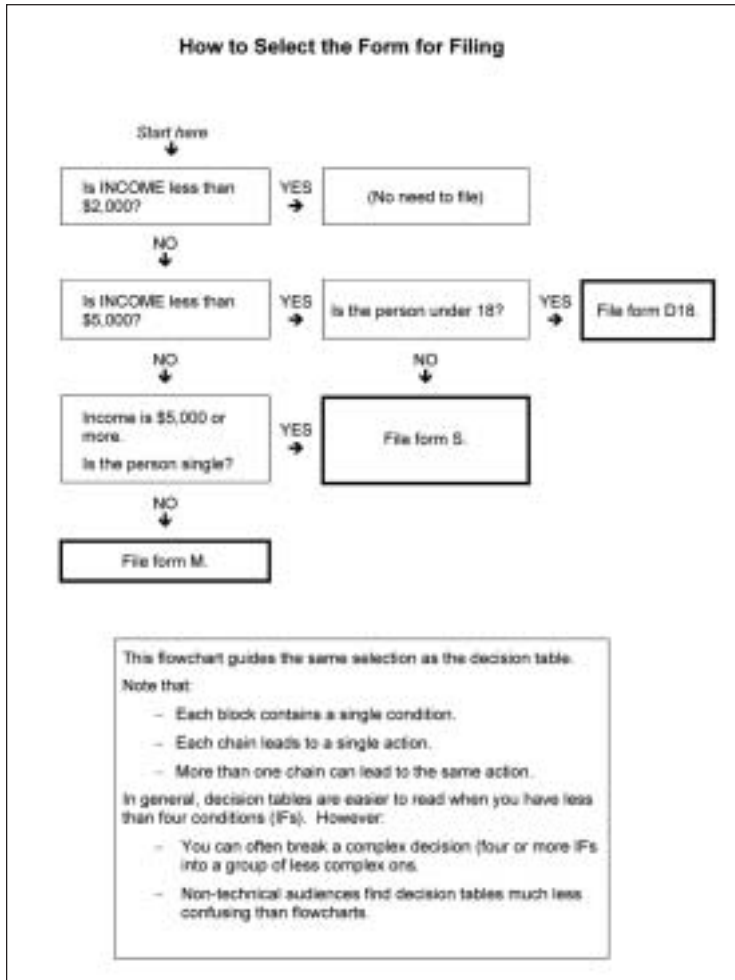 How to Select the Form for Filing
Start here
Is INCOME less than
$2,000?
YES
(No need to file)
NO
Is INCOME less than
$5,000?
YES
Is the person under 18?
YES
File form D18.
NO
NO
Income is $5,000 or
more.
Is the person single?
YES
File form S.
NO
File form M.
This flowchart guides the same selection as the decision table.
Note that:
– Each block contains a single condition.
– Each chain leads to a single action.
– More than one chain can lead to the same action.
In general, decision tables are easier to read when you have less
than four conditions (IFs). However:
– You can often break a complex decision (four or more IFs
into a group of less complex ons.
– Non-technical audiences find decision tables much less
confusing than flowcharts.